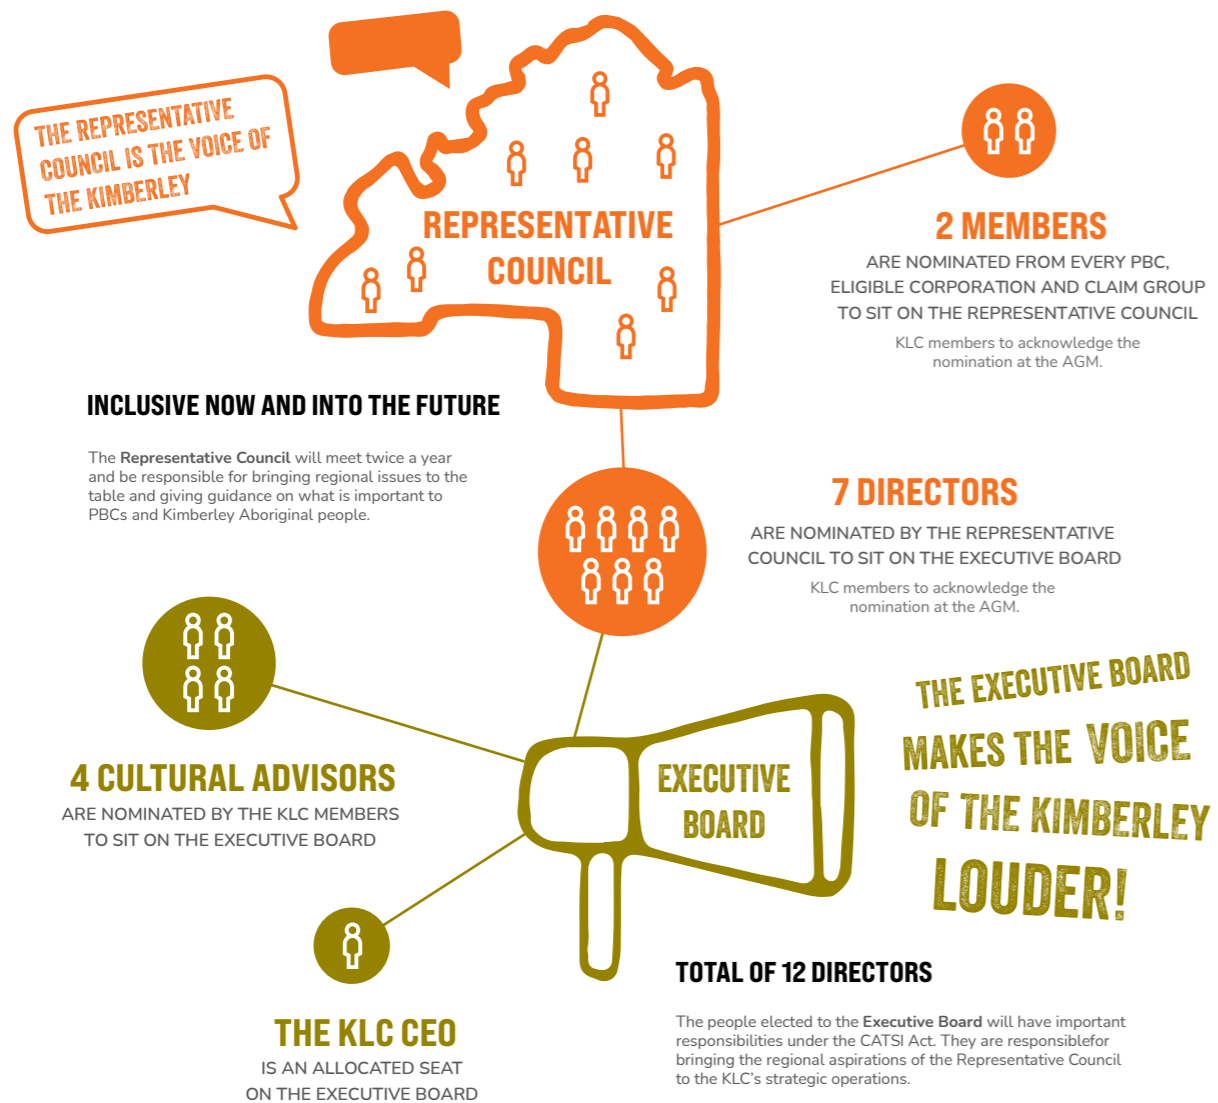 THE REPRESENTATIVE
COUNCIL IS THE VOICE OF
THE KIMBERLEY
REPRESENTATIVE
COUNCIL
2 MEMBERS
ARE NOMINATED FROM EVERY PBC,
ELIGIBLE CORPORATION AND CLAIM GROUP
TO SIT ON THE REPRESENTATIVE COUNCIL
KLC members to acknowledge the
nomination at the AGM.
INCLUSIVE NOW AND INTO THE FUTURE
The Representative Council will meet twice a year
and be responsible for bringing regional issues to the
table and giving guidance on what is important to
PBCs and Kimberley Aboriginal people.
7 DIRECTORS
ARE NOMINATED BY THE REPRESENTATIVE
COUNCIL TO SIT ON THE EXECUTIVE BOARD
KLC members to acknowledge the
nomination at the AGM.
4 CULTURAL ADVISORS
ARE NOMINATED BY THE KLC MEMBERS
TO SIT ON THE EXECUTIVE BOARD
EXECUTIVE
BOARD
THE EXECUTIVE BOARD
MAKES THE VOICE
OF THE KIMBERLEY
LOUDER!
THE KLC CEO
IS AN ALLOCATED SEAT
ON THE EXECUTIVE BOARD
TOTAL OF 12 DIRECTORS
The people elected to the Executive Board will have important
responsibilities under the CATSI Act. They are responsiblefor
bringing the regional aspirations of the Representative Council
to the KLC's strategic operations.